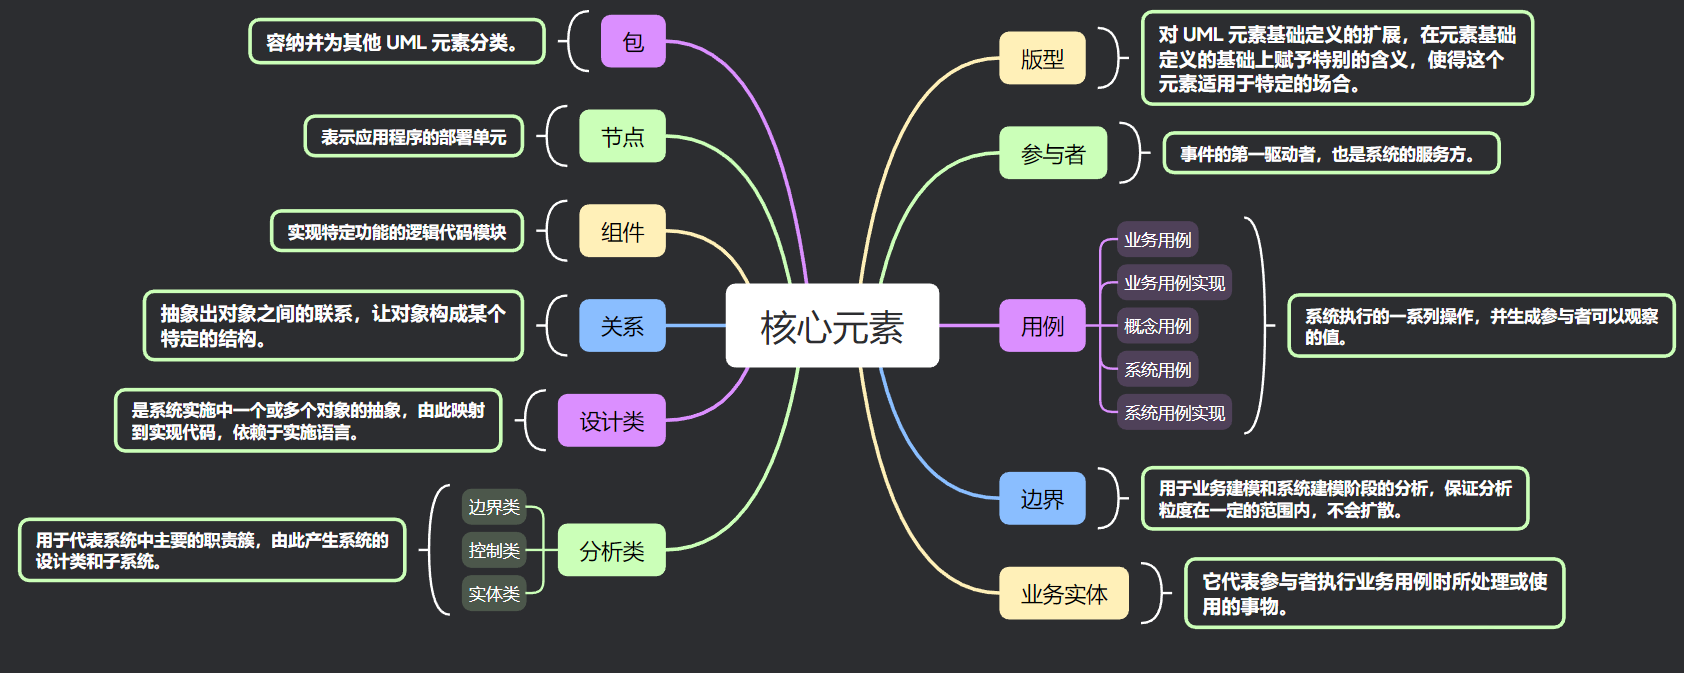 核心元素
版型
对 UML 元素基础定义的扩展，在元素基础
定义的基础上赋予特别的含义，使得这个
元素适用于特定的场合。
参与者
事件的第一驱动者，也是系统的服务方。
用例
业务用例
业务用例实现
概念用例
系统用例
系统用例实现
系统执行的一系列操作，并生成参与者可以观察
的值。
边界
用于业务建模和系统建模阶段的分析，保证分析
粒度在一定的范围内，不会扩散。
业务实体
它代表参与者执行业务用例时所处理或使
用的事物。
包
容纳并为其他 UML 元素分类。
节点
表示应用程序的部署单元
组件
实现特定功能的逻辑代码模块
关系
抽象出对象之间的联系，让对象构成某个
特定的结构。
设计类
是系统实施中一个或多个对象的抽象，由此映射
到实现代码，依赖于实施语言。
分析类
边界类
控制类
实体类
用于代表系统中主要的职责簇，由此产生系统的
设计类和子系统。